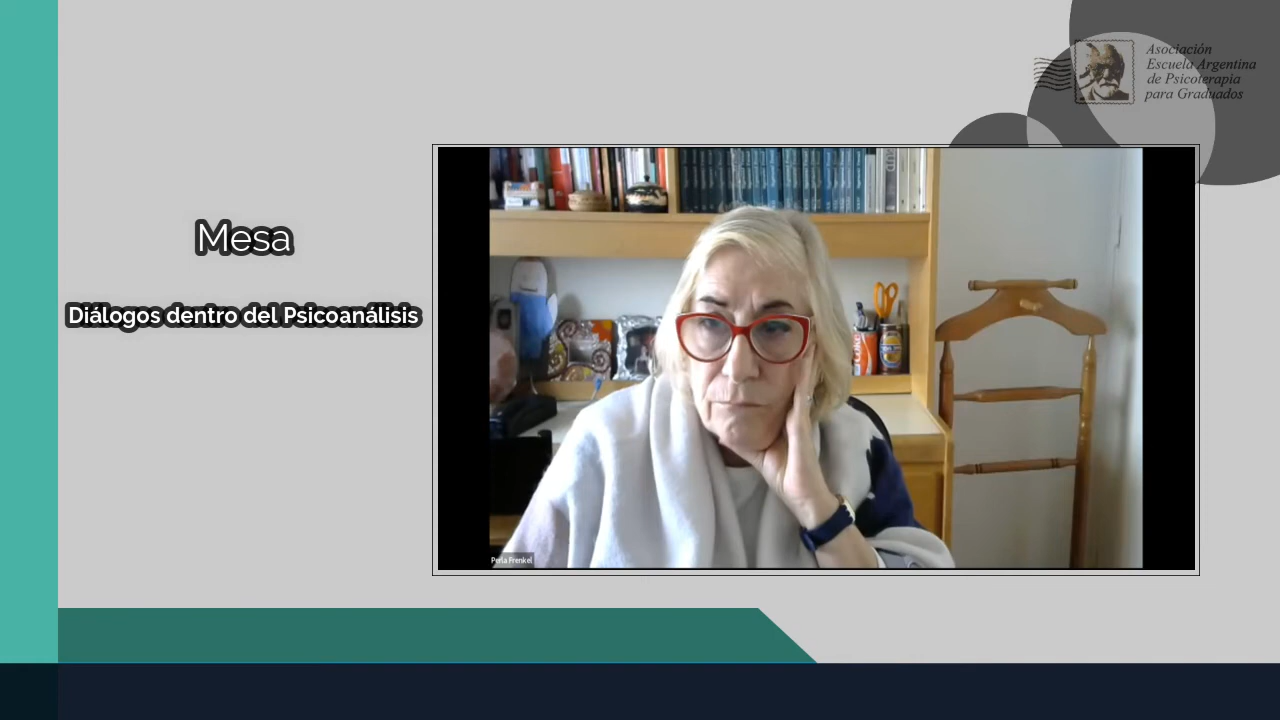 Asociación
Escuela Argentina
de Psicoterapia
para Graduados
Mesa
Diálogos dentro del Psicoanálisis
Perla Frenkel